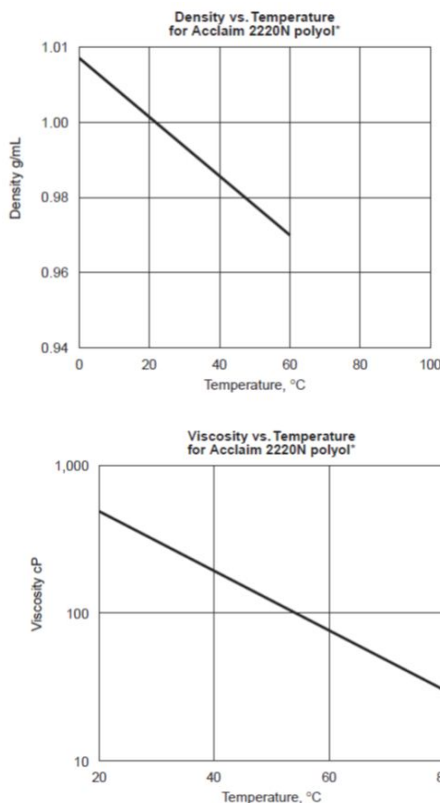 Density vs. Temperature
for Acclaim 2220N polyol*
1.01
1.00
0.98
0.96
0.94
Density g/mL
0
20
40
60
80
100
Temperature, °C
Viscosity vs. Temperature
for Acclaim 2220N polyol*
1,000
100
10
Viscosity cP
20
40
60
8
Temperature, °C